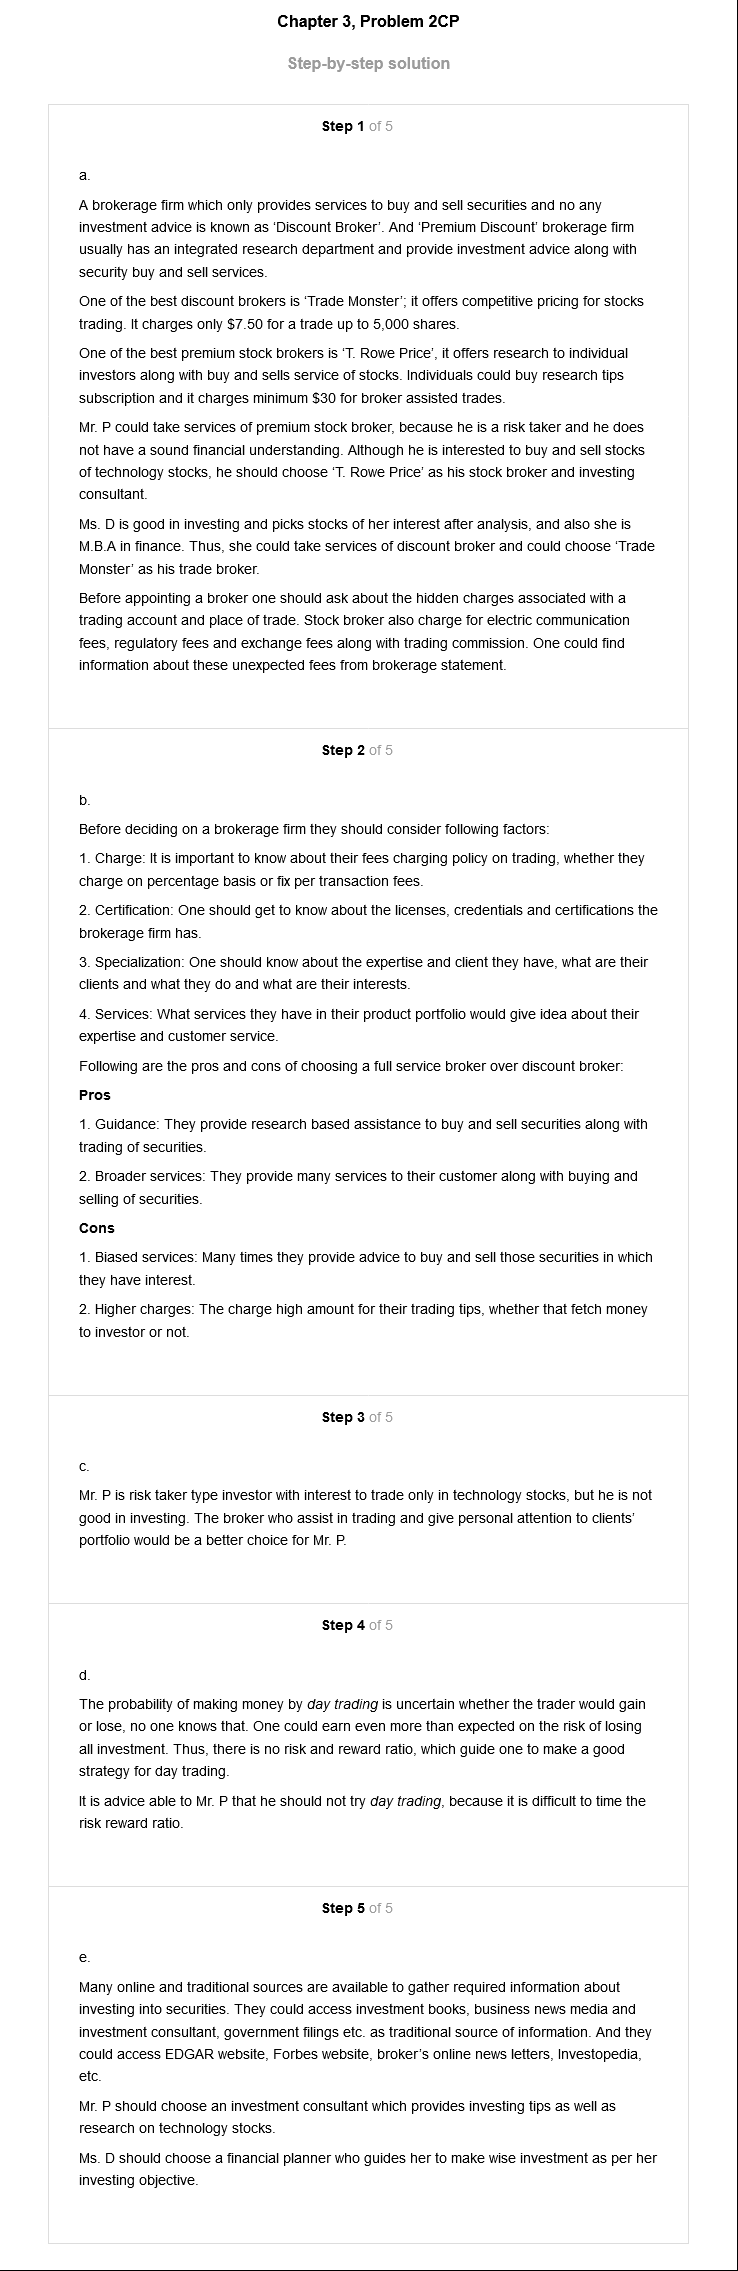 Chapter 3, Problem 2CP
Step-by-step solution
Step 1 of 5
a.
A brokerage firm which only provides services to buy and sell securities and no any
investment advice is known as ‘Discount Broker’. And ‘Premium Discount’ brokerage firm
usually has an integrated research department and provide investment advice along with
security buy and sell services.
One of the best discount brokers is ‘Trade Monster’; it offers competitive pricing for stocks
trading. It charges only $7.50 for a trade up to 5,000 shares.
One of the best premium stock brokers is ‘T. Rowe Price’, it offers research to individual
investors along with buy and sells service of stocks. Individuals could buy research tips
subscription and it charges minimum $30 for broker assisted trades.
Mr. P could take services of premium stock broker, because he is a risk taker and he does
not have a sound financial understanding. Although he is interested to buy and sell stocks
of technology stocks, he should choose ‘T. Rowe Price’ as his stock broker and investing
consultant.
Ms. D is good in investing and picks stocks of her interest after analysis, and also she is
M.B.A in finance. Thus, she could take services of discount broker and could choose ‘Trade
Monster’ as his trade broker.
Before appointing a broker one should ask about the hidden charges associated with a
trading account and place of trade. Stock broker also charge for electric communication
fees, regulatory fees and exchange fees along with trading commission. One could find
information about these unexpected fees from brokerage statement.
Step 2 of 5
b.
Before deciding on a brokerage firm they should consider following factors:
1. Charge: It is important to know about their fees charging policy on trading, whether they
charge on percentage basis or fix per transaction fees.
2. Certification: One should get to know about the licenses, credentials and certifications the
brokerage firm has.
3. Specialization: One should know about the expertise and client they have, what are their
clients and what they do and what are their interests.
4. Services: What services they have in their product portfolio would give idea about their
expertise and customer service.
Following are the pros and cons of choosing a full service broker over discount broker:
Pros
1. Guidance: They provide research based assistance to buy and sell securities along with
trading of securities.
2. Broader services: They provide many services to their customer along with buying and
selling of securities.
Cons
1. Biased services: Many times they provide advice to buy and sell those securities in which
they have interest.
2. Higher charges: The charge high amount for their trading tips, whether that fetch money
to investor or not.
Step 3 of 5
c.
Mr. P is risk taker type investor with interest to trade only in technology stocks, but he is not
good in investing. The broker who assist in trading and give personal attention to clients’
portfolio would be a better choice for Mr. P.
Step 4 of 5
d.
The probability of making money by day trading is uncertain whether the trader would gain
or lose, no one knows that. One could earn even more than expected on the risk of losing
all investment. Thus, there is no risk and reward ratio, which guide one to make a good
strategy for day trading.
It is advice able to Mr. P that he should not try day trading, because it is difficult to time the
risk reward ratio.
Step 5 of 5
e.
Many online and traditional sources are available to gather required information about
investing into securities. They could access investment books, business news media and
investment consultant, government filings etc. as traditional source of information. And they
could access EDGAR website, Forbes website, broker’s online news letters, Investopedia,
etc.
Mr. P should choose an investment consultant which provides investing tips as well as
research on technology stocks.
Ms. D should choose a financial planner who guides her to make wise investment as per her
investing objective.